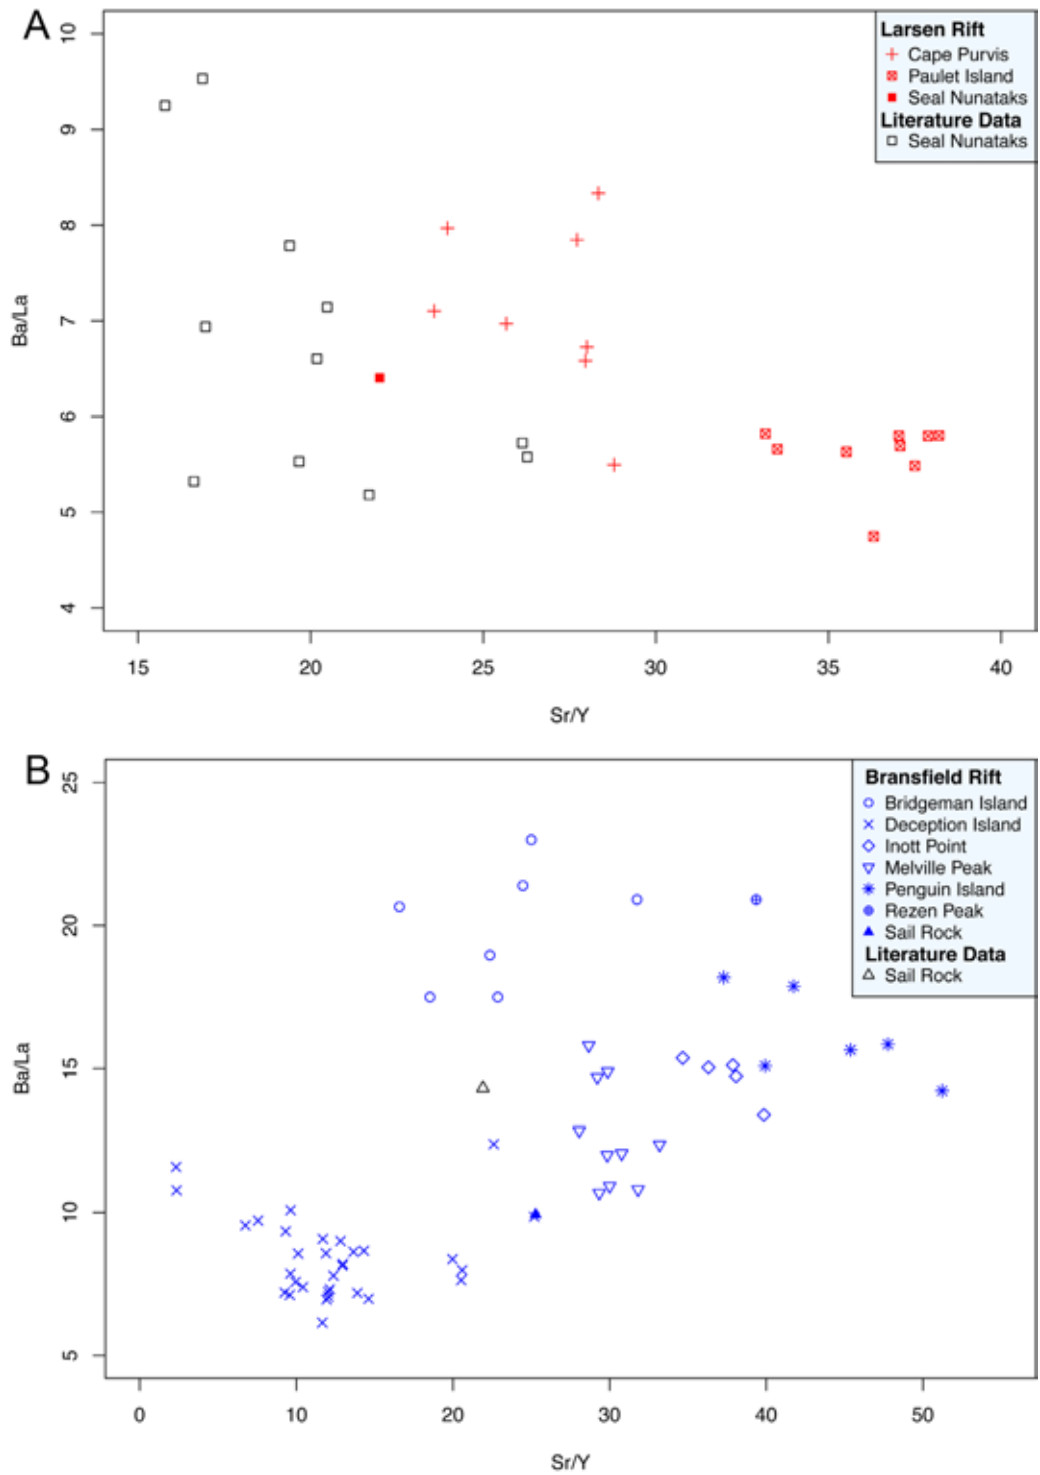 A
Larsen Rift
Cape Purvis
Paulet Island
Seal Nunataks
Literature Data
Seal Nunataks
10
9
8
7
6
5
4
Ba/La
15 20 25 30 35 40
Sr/Y
B
Bransfield Rift
Bridgeman Island
Deception Island
Inott Point
Melville Peak
Penguin Island
Rezen Peak
Sail Rock
Literature Data
Sail Rock
25
20
15
10
5
Ba/La
0 10 20 30 40 50
Sr/Y